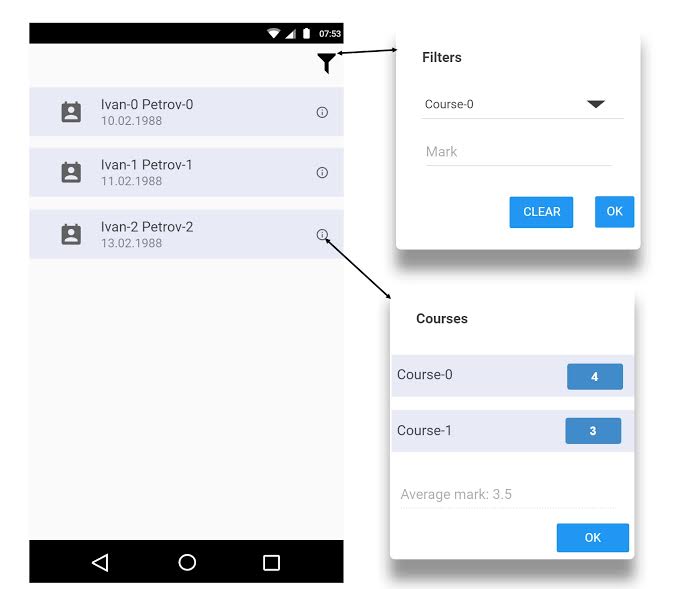 07:53
Ivan-0 Petrov-0
10.02.1988
Ivan-1 Petrov-1
11.02.1988
Ivan-2 Petrov-2
13.02.1988
Filters
Course-0
Mark
CLEAR
OK
Courses
Course-0
4
Course-1
3
Average mark: 3.5
OK